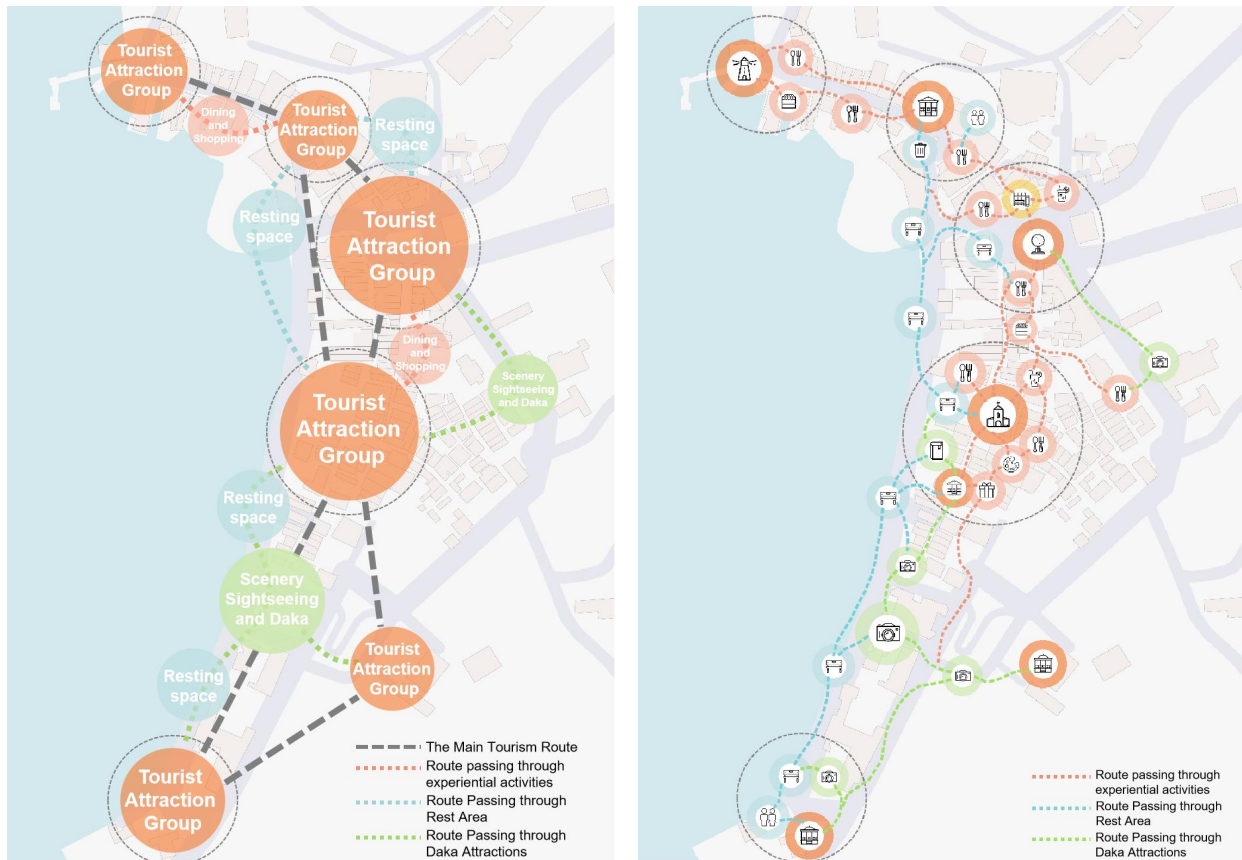 Tourist
Attraction
Group
Dining
and
Shopping
Tourist
Attraction
Group
Resting
space
Resting
space
Tourist
Attraction
Group
Dining
and
Shopping
Scenery
Sightseeing
and Daka
Tourist
Attraction
Group
Resting
space
Scenery
Sightseeing
and Daka
Tourist
Attraction
Group
Resting
space
Tourist
Attraction
Group
The Main Tourism Route
Route passing through
experiential activities
Route Passing through
Rest Area
Route Passing through
Daka Attractions
Route passing through
experiential activities
Route Passing through
Rest Area
Route Passing through
Daka Attractions